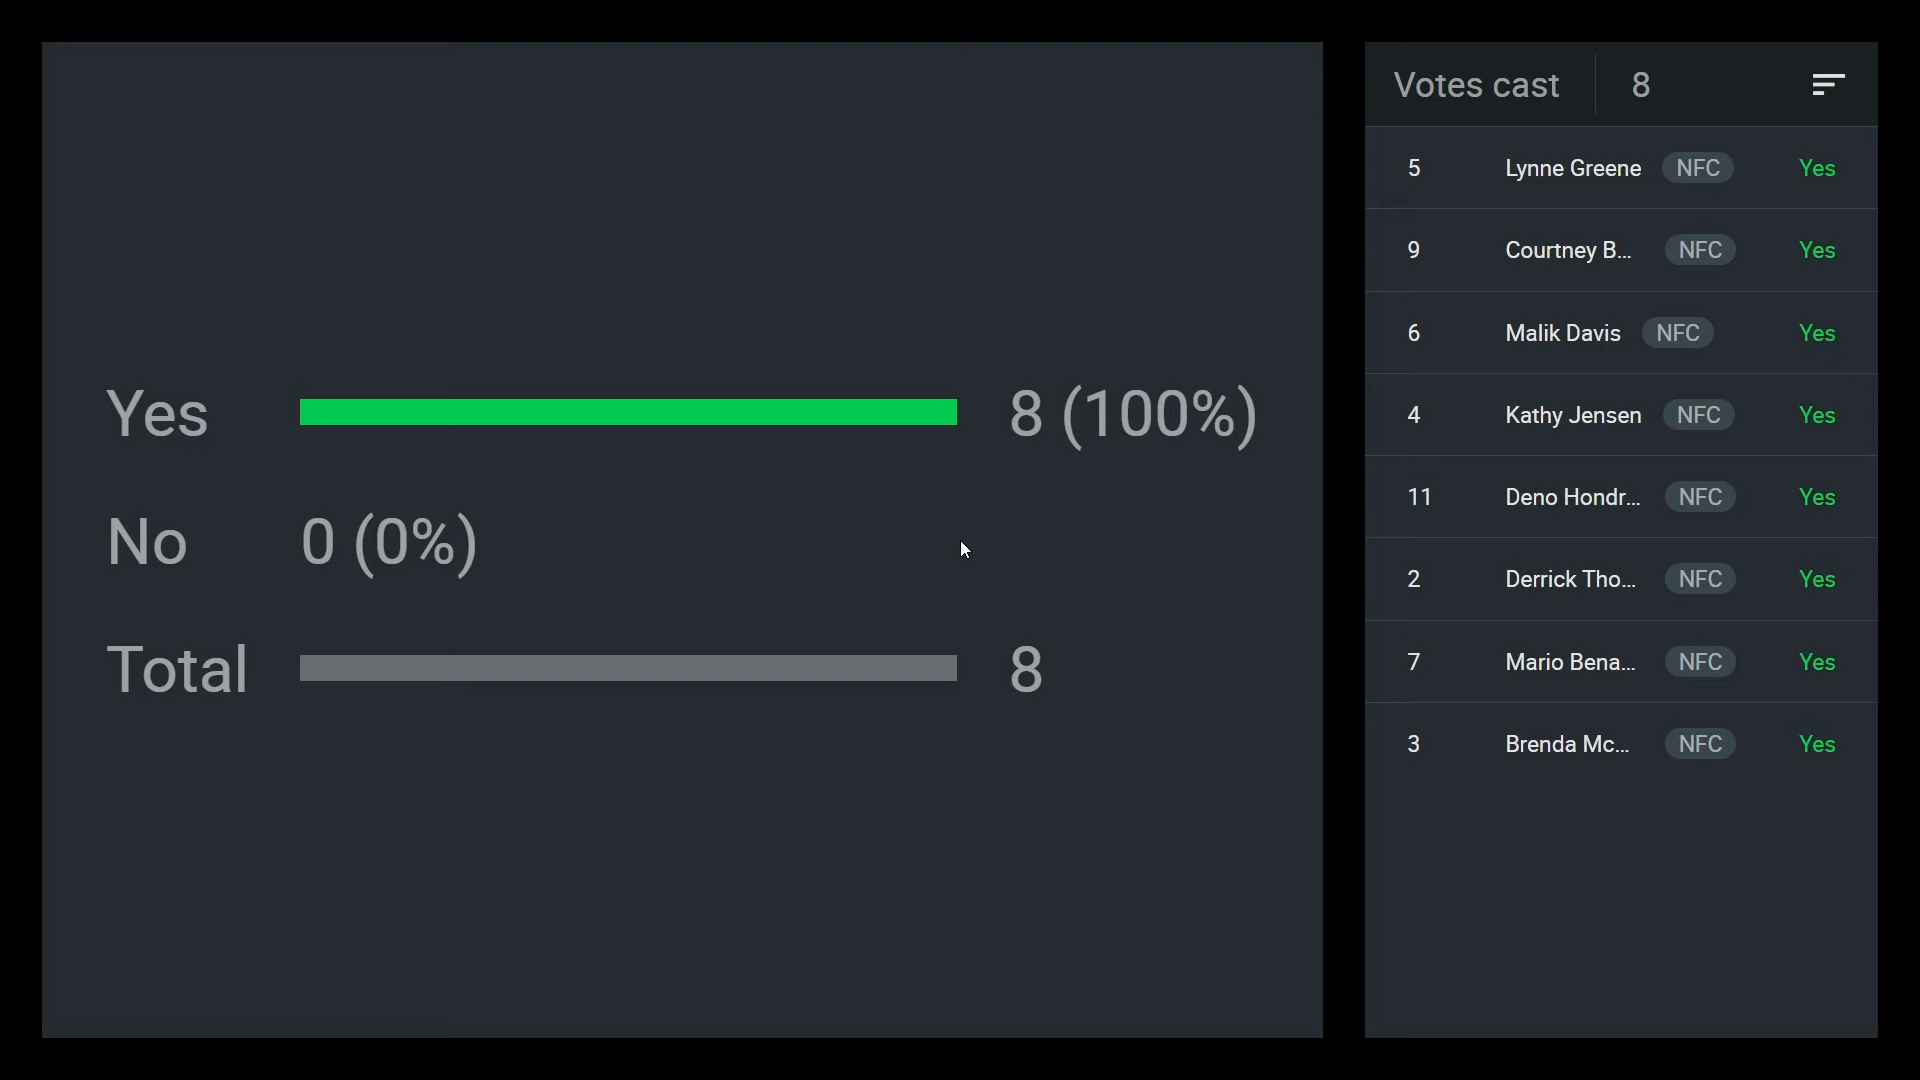 Yes 8 (100%)
No 0 (0%)
Total 8
Votes cast 8
5 Lynne Greene NFC Yes
9 Courtney B... NFC Yes
6 Malik Davis NFC Yes
4 Kathy Jensen NFC Yes
11 Deno Hondr... NFC Yes
2 Derrick Tho... NFC Yes
7 Mario Bena... NFC Yes
3 Brenda Mc... NFC Yes